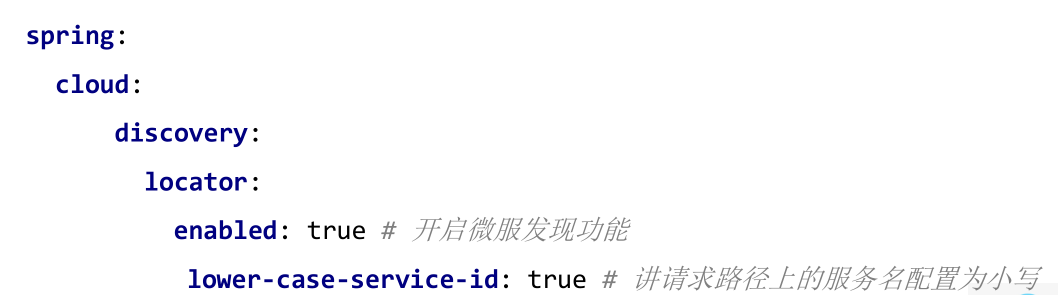 spring:
cloud:
discovery:
locator:
enabled: true # 开启微服发现功能
lower-case-service-id: true # 讲请求路径上的服务名配置为小写